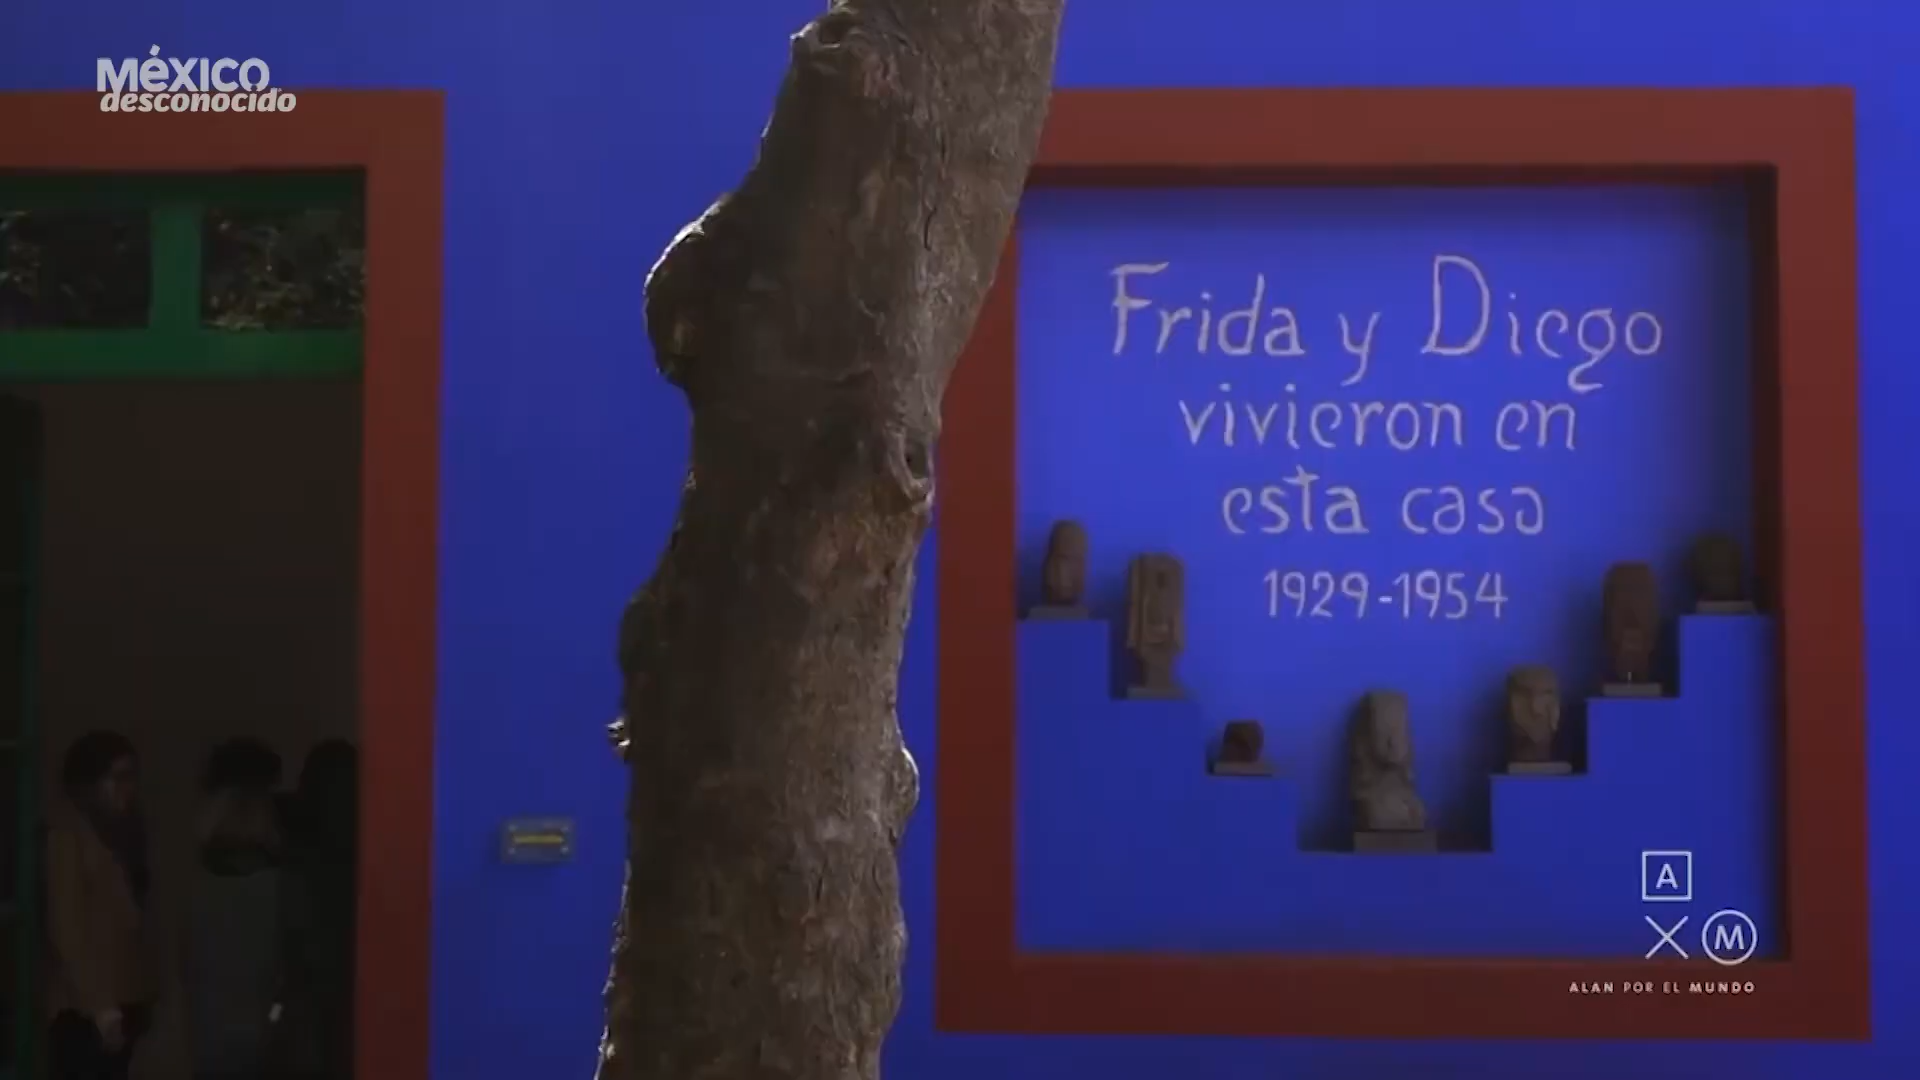 México
desconocido
Frida y Diego
vivieron en
esta casa
1929-1954
A
X M
ALAN POR EL MUNDO